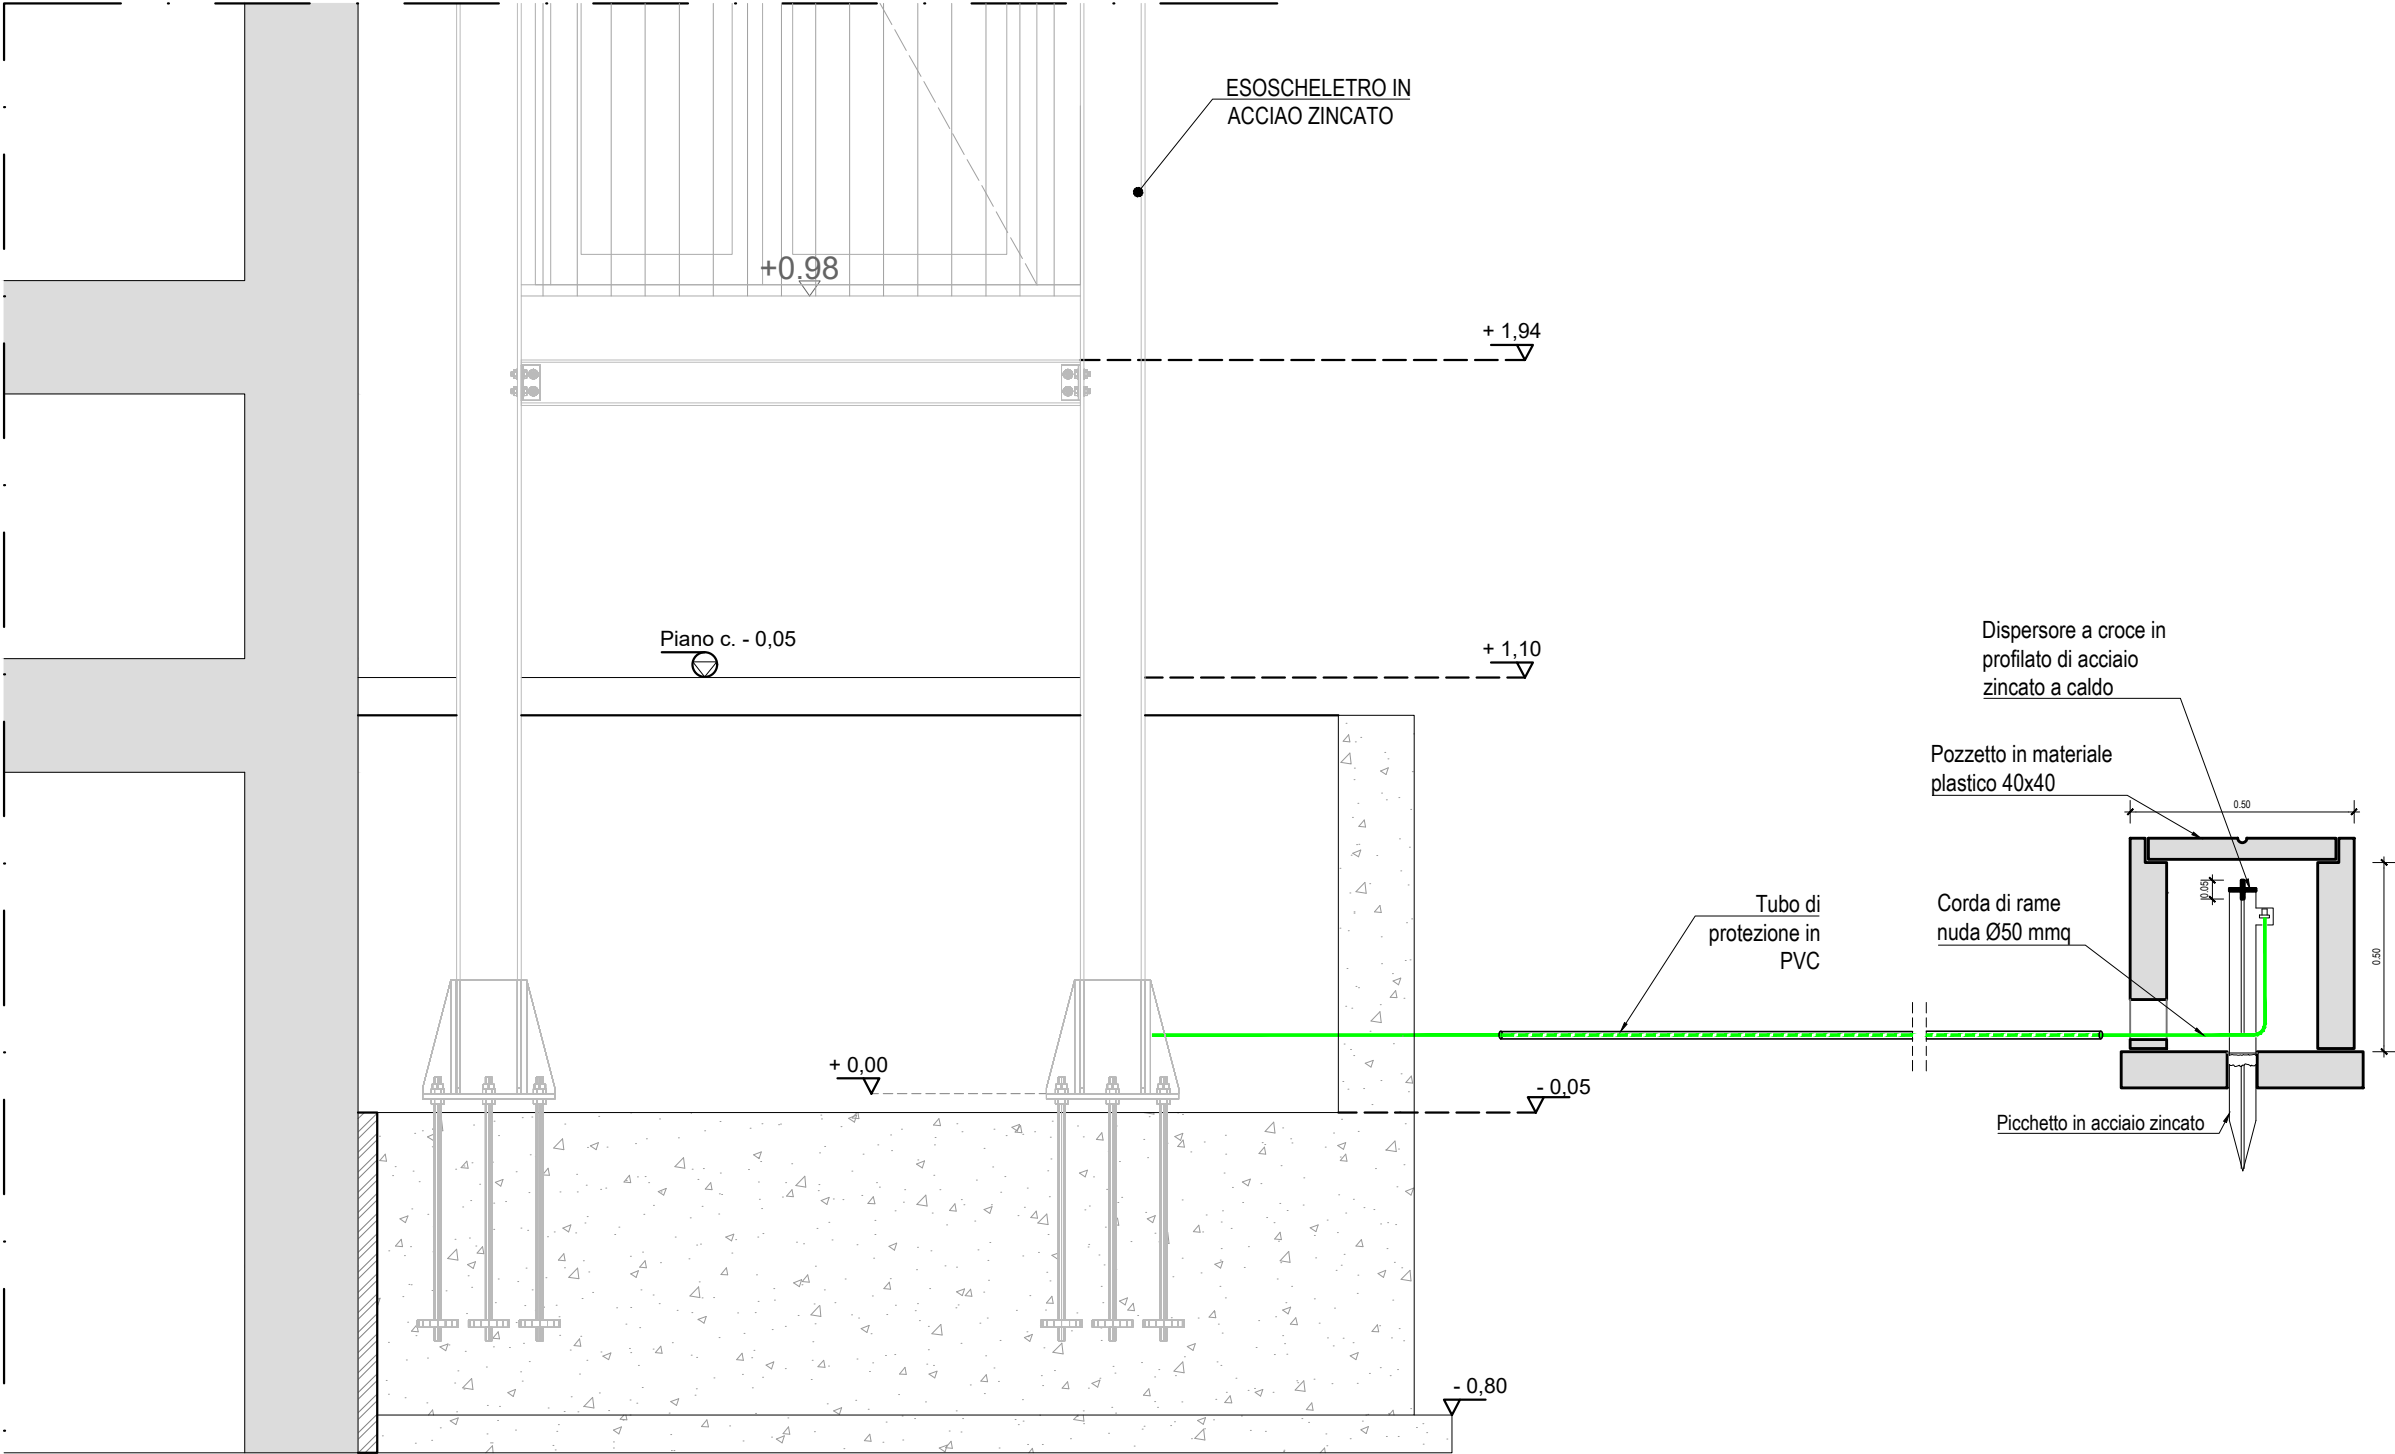 ESOSCHELETRO IN
ACCIAO ZINCATO
+0.98
+ 1,94
Piano c. - 0,05
+ 1,10
Dispersore a croce in
profilato di acciaio
zincato a caldo
Pozzetto in materiale
plastico 40x40
0.50
0.05
Tubo di
protezione in
PVC
Corda di rame
nuda Ø50 mmq
0.50
+ 0,00
- 0,05
Picchetto in acciaio zincato
- 0,80